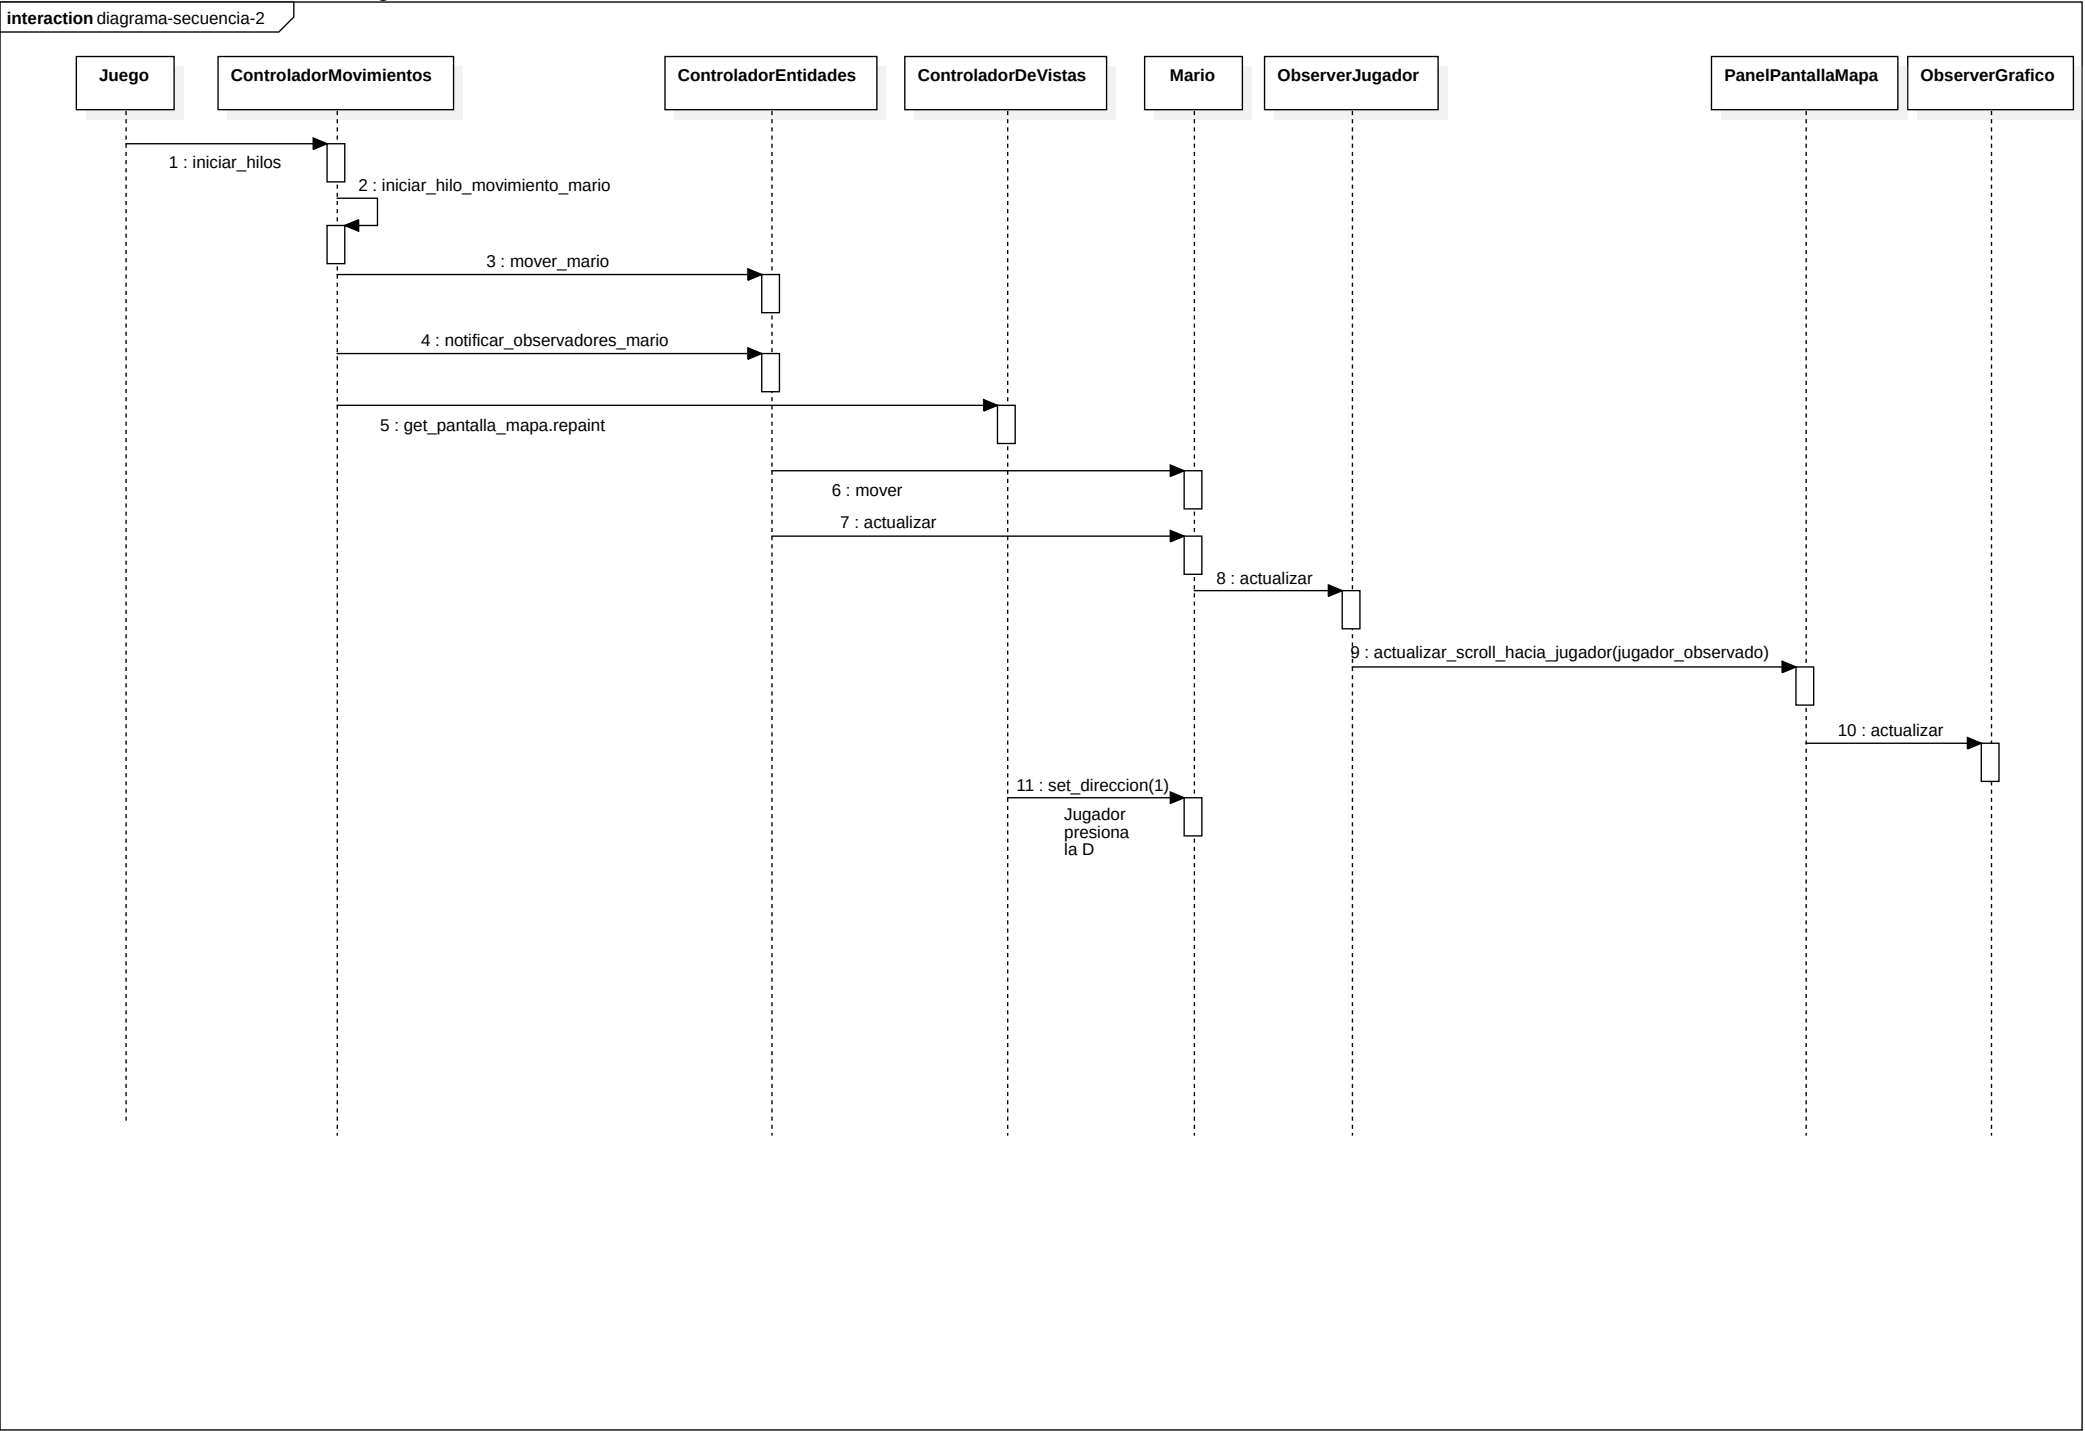 interaction diagrama-secuencia-2
Juego
ControladorMovimientos
ControladorEntidades
ControladorDeVistas
Mario
ObserverJugador
PanelPantallaMapa
ObserverGrafico
1 : iniciar_hilos
2 : iniciar_hilo_movimiento_mario
3 : mover_mario
4 : notificar_observadores_mario
5 : get_pantalla_mapa.repaint
6 : mover
7 : actualizar
8 : actualizar
9 : actualizar_scroll_hacia_jugador(jugador_observado)
10 : actualizar
11 : set_direccion(1)
Jugador
presiona
la D